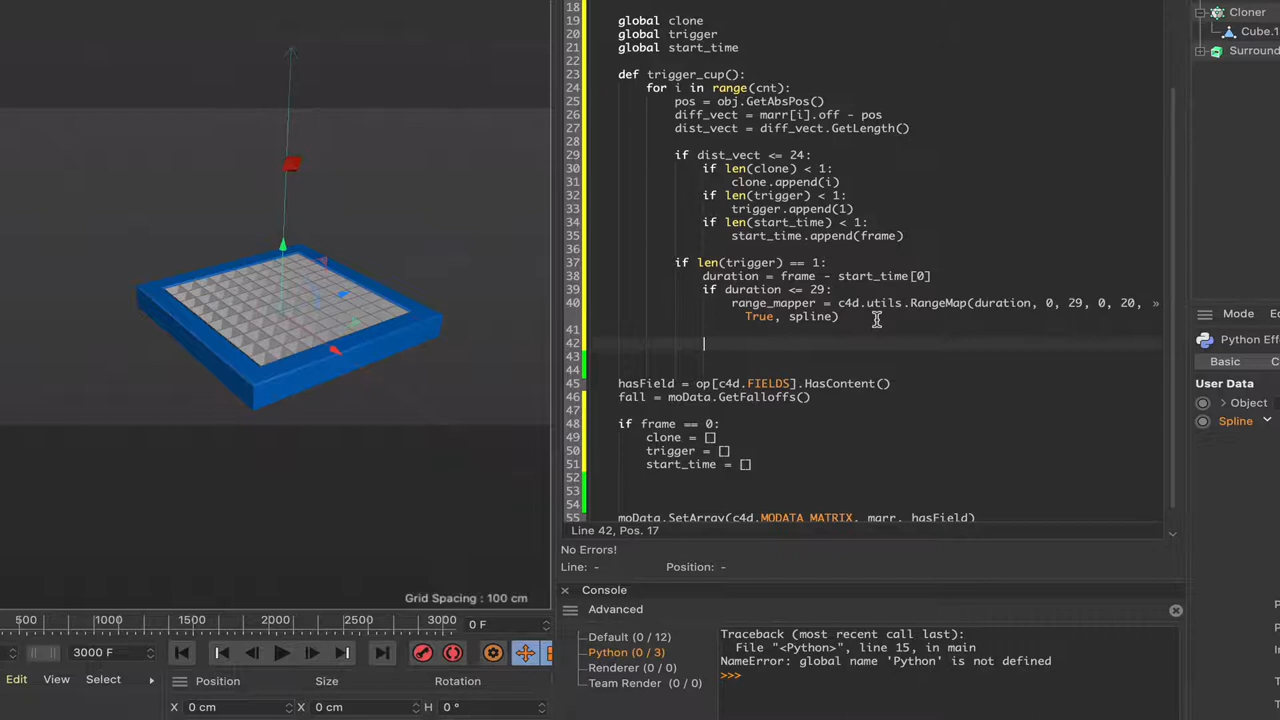 18
19 global clone
20 global trigger
21 global start_time
22
23 def trigger_cup():
24 for i in range(cnt):
25 pos = obj.GetAbsPos()
26 diff_vect = marr[i].off - pos
27 dist_vect = diff_vect.GetLength()
28
29 if dist_vect <= 24:
30 if len(clone) < 1:
31 clone.append(i)
32 if len(trigger) < 1:
33 trigger.append(1)
34 if len(start_time) < 1:
35 start_time.append(frame)
36
37 if len(trigger) == 1:
38 duration = frame - start_time[0]
39 if duration <= 29:
40 range_mapper = c4d.utils.RangeMap(duration, 0, 29, 0, 20, »
True, spline)
41
42
43
44
45 hasField = op[c4d.FIELDS].HasContent()
46 fall = moData.GetFalloffs()
47 if frame == 0:
48 clone = []
49 trigger = []
50 start_time = []
51
52
53
54
55 moData.SetArray(c4d.MODATA_MATRIX, marr, hasField)
Line 42, Pos. 17
No Errors!
Line: - Position: -
X Console
Advanced
Default (0 / 12)
Python (0 / 3)
Renderer (0 / 0)
Team Render (0 / 0)
Traceback (most recent call last):
File "<Python>", line 15, in main
NameError: global name 'Python' is not defined
>>>
Cloner
Cube.1
Surround
Mode Edit
Python Eff
Basic
User Data
> Object
Spline
Grid Spacing : 100 cm
500 1000 1500 2000 2500 3000 0 F
3000 F
Edit View Select Position Size Rotation
X 0 cm X 0 cm H 0 °